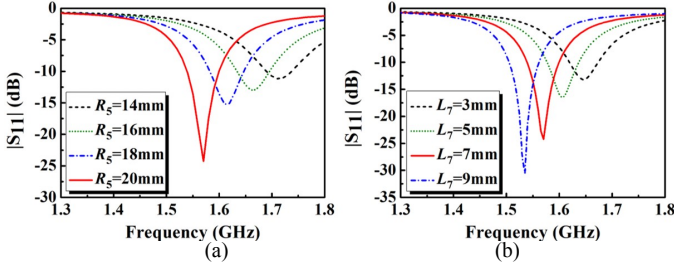 0
-5
-10
-15
-20
-25
-30
|S11| (dB)
R5=14mm
R5=16mm
R5=18mm
R5=20mm
1.3 1.4 1.5 1.6 1.7 1.8
Frequency (GHz)
(a)
0
-5
-10
-15
-20
-25
-30
-35
|S11| (dB)
L7=3mm
L7=5mm
L7=7mm
L7=9mm
1.3 1.4 1.5 1.6 1.7 1.8
Frequency (GHz)
(b)